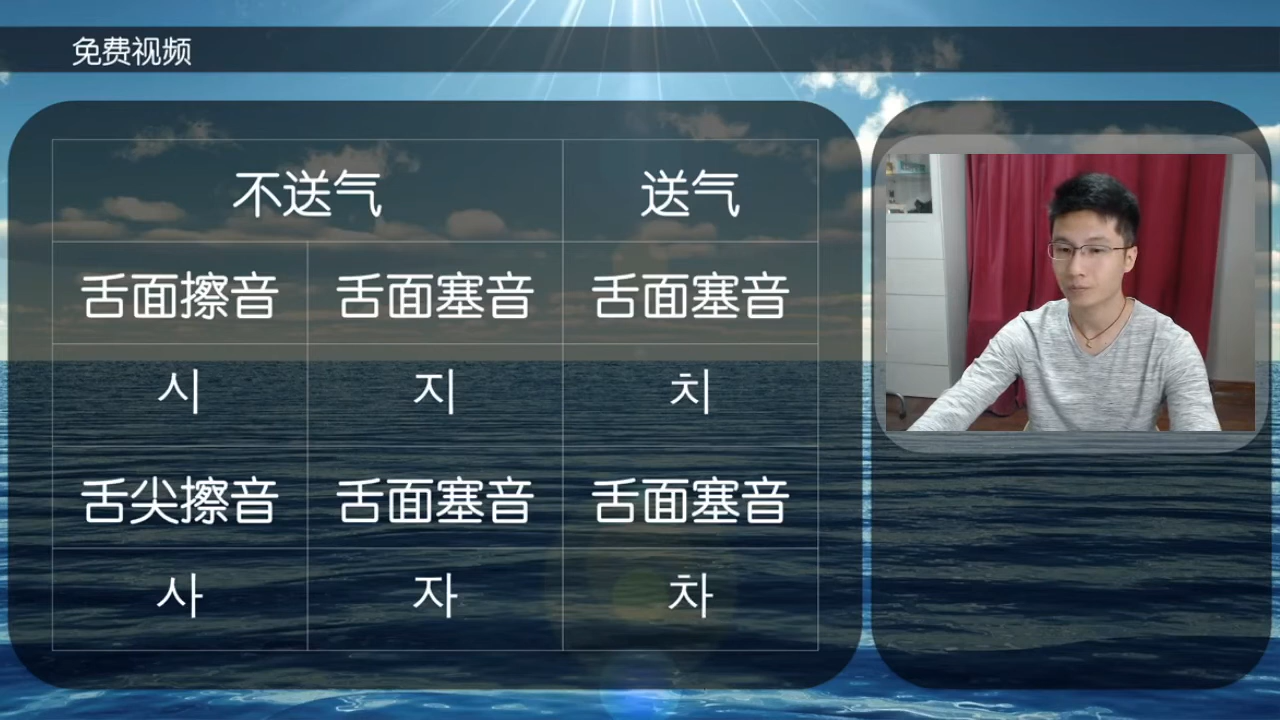 免费视频
不送气 送气
舌面擦音 舌面塞音 舌面塞音
시 지 치
舌尖擦音 舌面塞音 舌面塞音
사 자 차